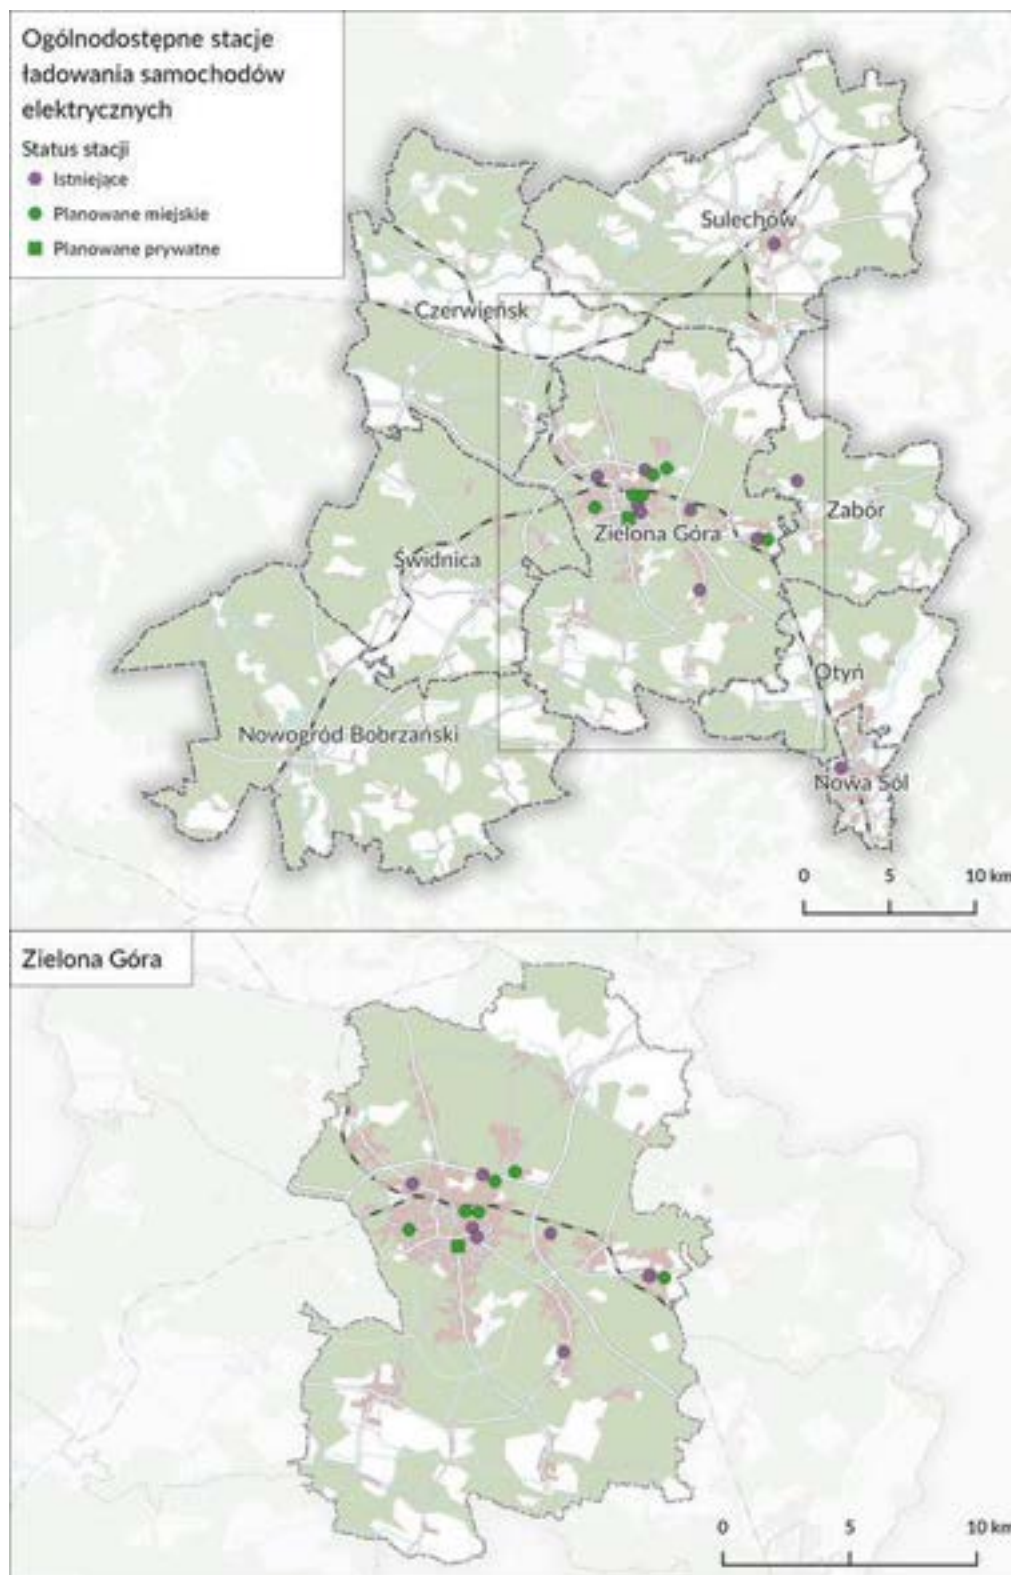 Ogólnodostępne stacje
ładowania samochodów
elektrycznych
Status stacji
Istniejące
Planowane miejskie
Planowane prywatne
Sulechów
Czerwieńsk
Zabór
Zielona Góra
Świdnica
Otyń
Nowogród Bobrzański
Nowa Sól
0 5 10 km
Zielona Góra
0 5 10 km